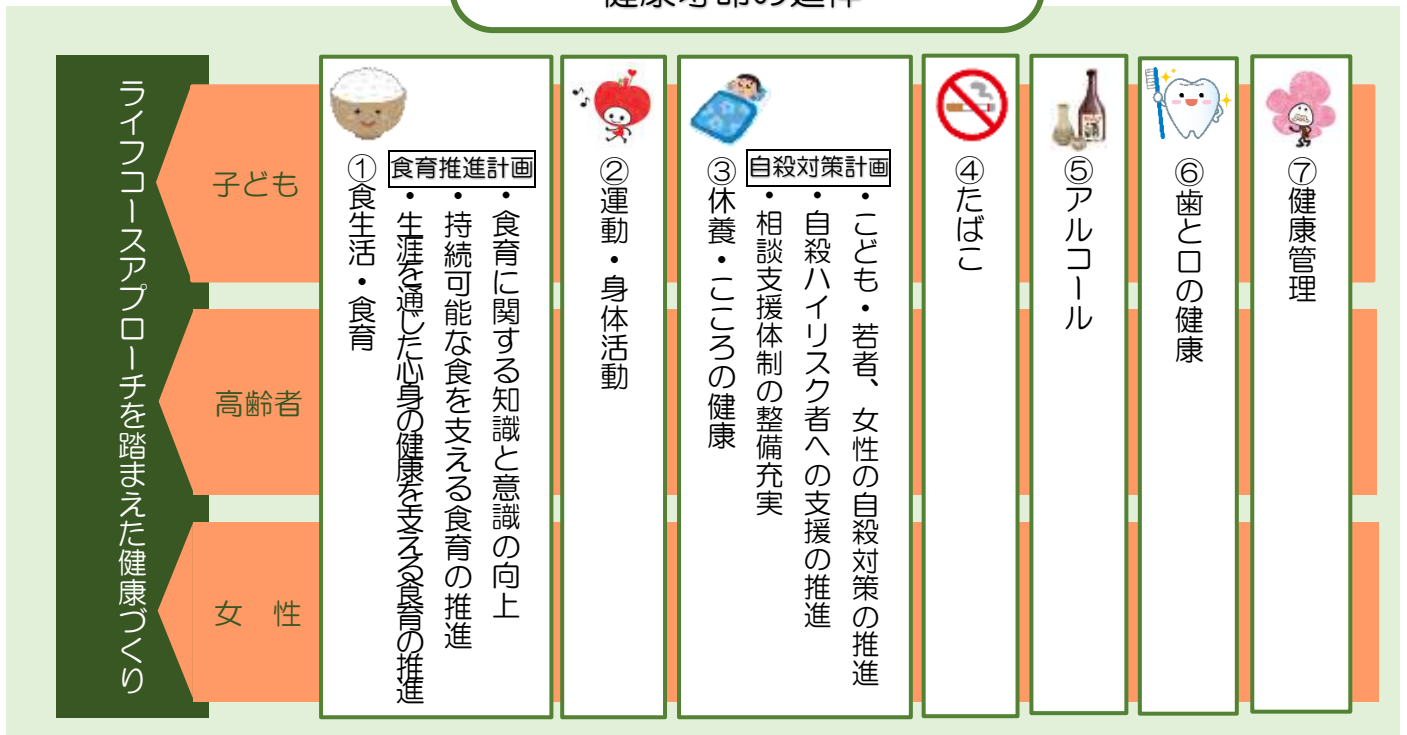 健康寿命の延伸
ライフコースアプローチを踏まえた健康づくり
子ども
高齢者
女 性
①食生活・食育
食育推進計画
・食育に関する知識と意識の向上
・持続可能な食を支える食育の推進
・生涯を通じた心身の健康を支える食育の推進
②運動・身体活動
③休養・こころの健康
自殺対策計画
・こども・若者、女性の自殺対策の推進
・自殺ハイリスク者への支援の推進
・相談支援体制の整備充実
④たばこ
⑤アルコール
⑥歯と口の健康
⑦健康管理